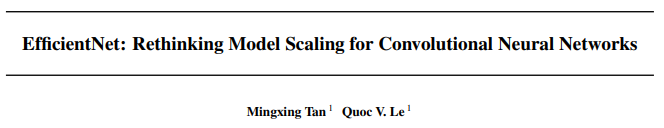 EfficientNet: Rethinking Model Scaling for Convolutional Neural Networks
Mingxing Tan 1 Quoc V. Le 1